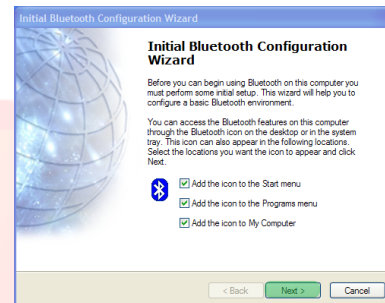 Initial Bluetooth Configuration Wizard
Initial Bluetooth Configuration
Wizard
Before you can begin using Bluetooth on this computer you
must perform some initial setup. This wizard will help you to
configure a basic Bluetooth environment.
You can access the Bluetooth features on this computer
through the Bluetooth icon on the desktop or in the system
tray. This icon can also appear in the following locations.
Select the locations you want the icon to appear and click
Next.
Add the icon to the Start menu
Add the icon to the Programs menu
Add the icon to My Computer
< Back Next > Cancel